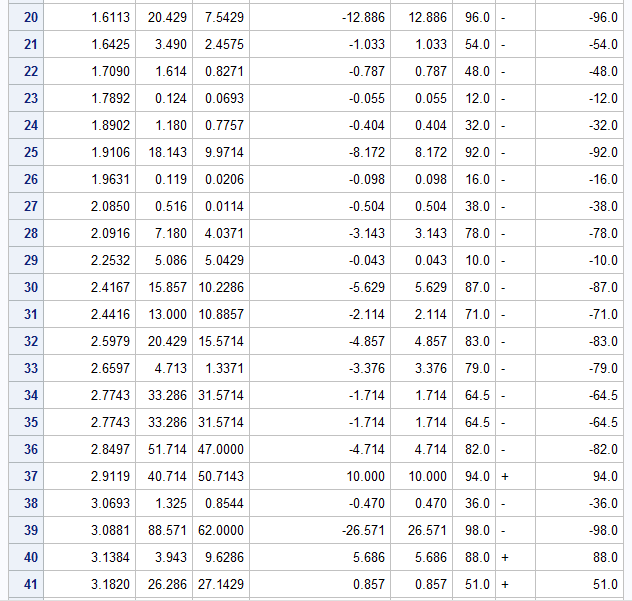 20 1.6113 20.429 7.5429 -12.886 12.886 96.0 - -96.0
21 1.6425 3.490 2.4575 -1.033 1.033 54.0 - -54.0
22 1.7090 1.614 0.8271 -0.787 0.787 48.0 - -48.0
23 1.7892 0.124 0.0693 -0.055 0.055 12.0 - -12.0
24 1.8902 1.180 0.7757 -0.404 0.404 32.0 - -32.0
25 1.9106 18.143 9.9714 -8.172 8.172 92.0 - -92.0
26 1.9631 0.119 0.0206 -0.098 0.098 16.0 - -16.0
27 2.0850 0.516 0.0114 -0.504 0.504 38.0 - -38.0
28 2.0916 7.180 4.0371 -3.143 3.143 78.0 - -78.0
29 2.2532 5.086 5.0429 -0.043 0.043 10.0 - -10.0
30 2.4167 15.857 10.2286 -5.629 5.629 87.0 - -87.0
31 2.4416 13.000 10.8857 -2.114 2.114 71.0 - -71.0
32 2.5979 20.429 15.5714 -4.857 4.857 83.0 - -83.0
33 2.6597 4.713 1.3371 -3.376 3.376 79.0 - -79.0
34 2.7743 33.286 31.5714 -1.714 1.714 64.5 - -64.5
35 2.7743 33.286 31.5714 -1.714 1.714 64.5 - -64.5
36 2.8497 51.714 47.0000 -4.714 4.714 82.0 - -82.0
37 2.9119 40.714 50.7143 10.000 10.000 94.0 + 94.0
38 3.0693 1.325 0.8544 -0.470 0.470 36.0 - -36.0
39 3.0881 88.571 62.0000 -26.571 26.571 98.0 - -98.0
40 3.1384 3.943 9.6286 5.686 5.686 88.0 + 88.0
41 3.1820 26.286 27.1429 0.857 0.857 51.0 + 51.0